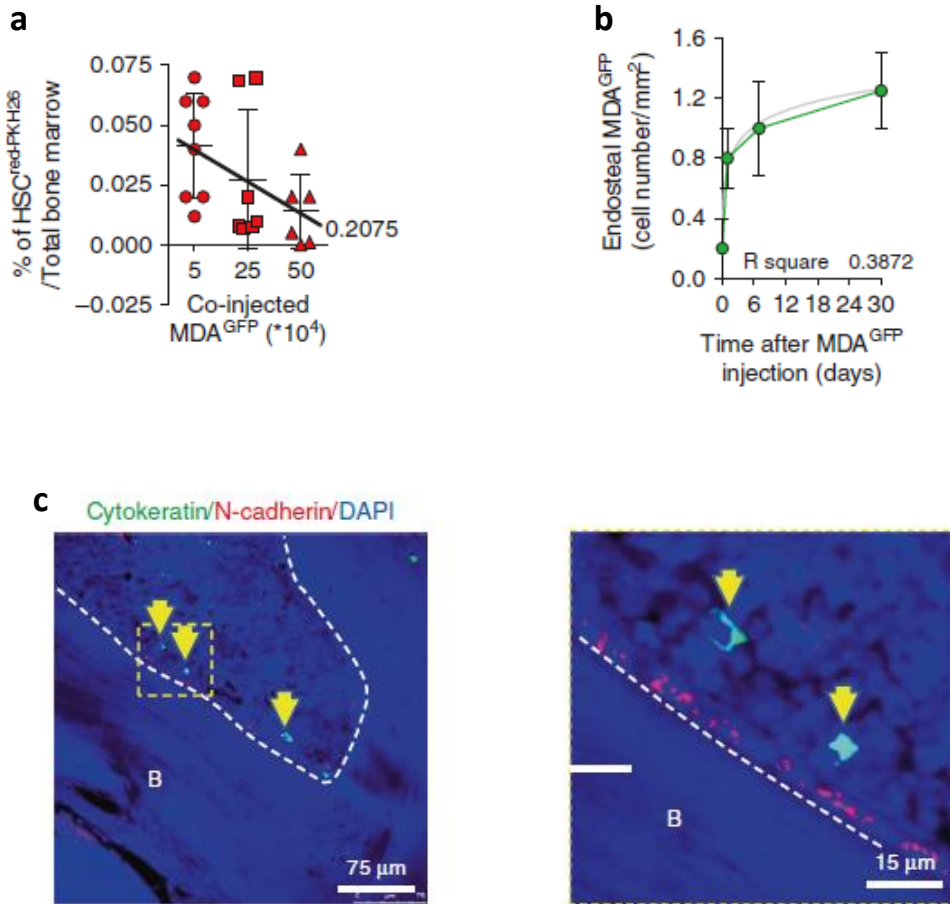 a
% of HSC^red-PKH26
/Total bone marrow
0.075
0.050
0.025
0.000
−0.025
0.2075
5 25 50
Co-injected
MDA^GFP (*10^4)
b
Endosteal MDA^GFP
(cell number/mm^2)
1.6
1.2
0.8
0.4
0.0
R square 0.3872
0 6 12 18 24 30
Time after MDA^GFP
injection (days)
c
Cytokeratin/N-cadherin/DAPI
B
75 µm
B
15 µm